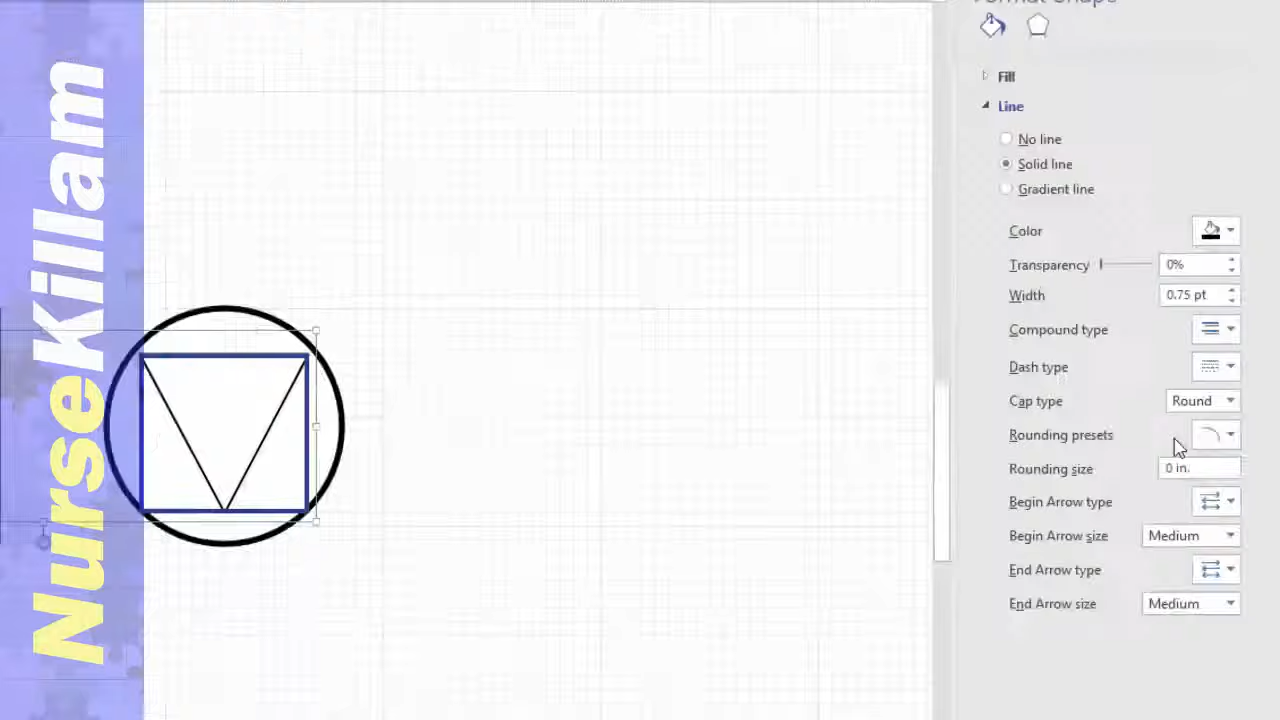 NurseKillam
Format Shape
Fill
Line
No line
Solid line
Gradient line
Color
Transparency 0%
Width 0.75 pt
Compound type
Dash type
Cap type Round
Rounding presets
Rounding size 0 in.
Begin Arrow type
Begin Arrow size Medium
End Arrow type
End Arrow size Medium